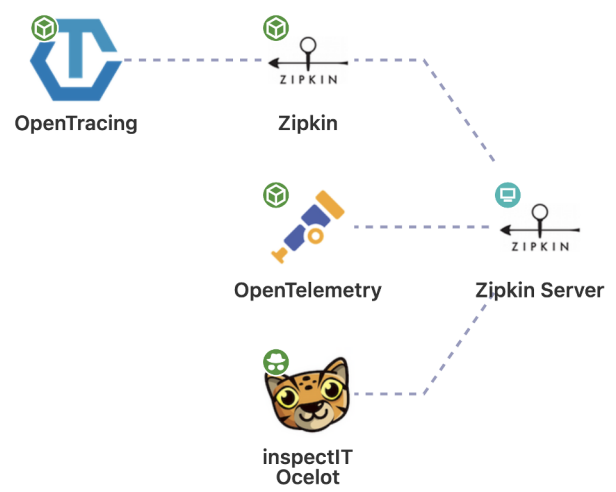 ZIPKIN
OpenTracing
Zipkin
ZIPKIN
OpenTelemetry
Zipkin Server
inspectIT
Ocelot